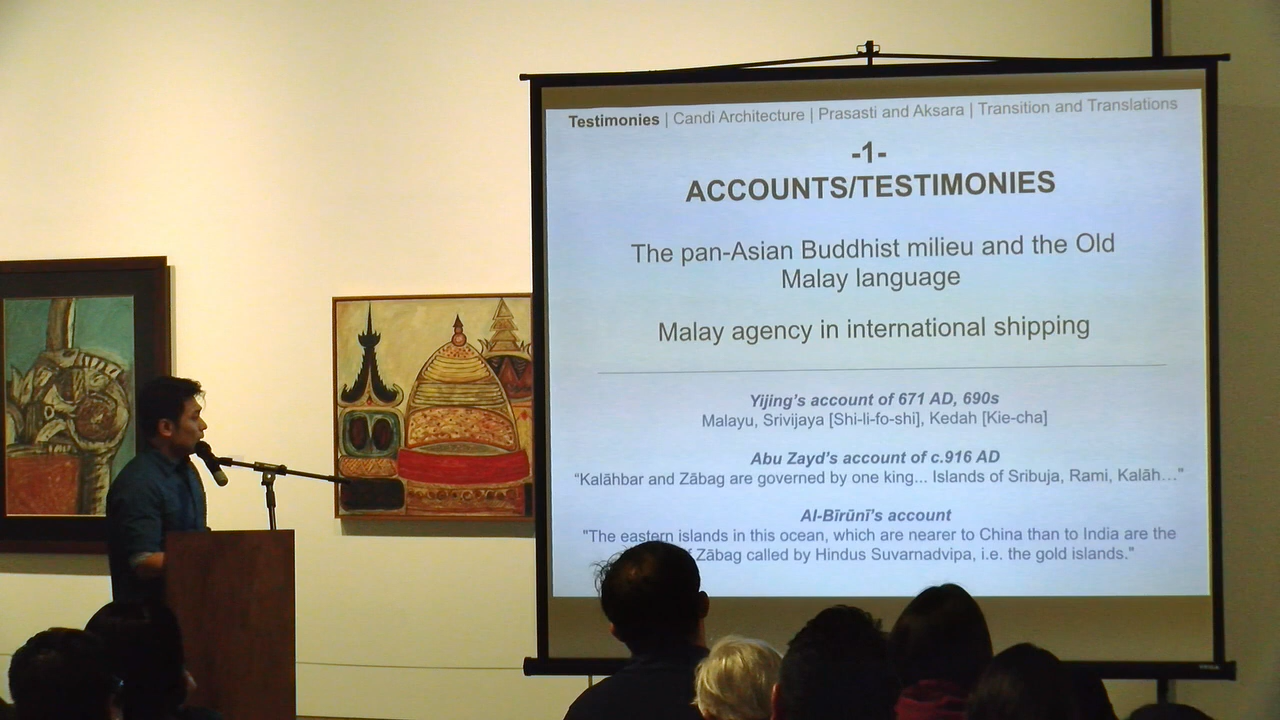 Testimonies | Candi Architecture | Prasasti and Aksara | Transition and Translations
-1-
ACCOUNTS/TESTIMONIES
The pan-Asian Buddhist milieu and the Old
Malay language
Malay agency in international shipping
Yijing's account of 671 AD, 690s
Malayu, Srivijaya [Shi-li-fo-shi], Kedah [Kie-cha]
Abu Zayd's account of c.916 AD
“Kalāhbar and Zābag are governed by one king... Islands of Sribuja, Rami, Kalāh…"
Al-Bīrūnī's account
"The eastern islands in this ocean, which are nearer to China than to India are the
Zābag called by Hindus Suvarnadvipa, i.e. the gold islands."